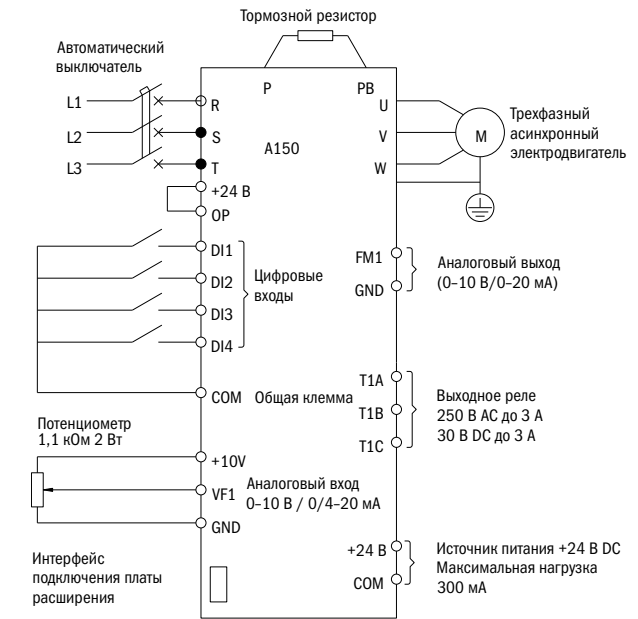 Тормозной резистор
Автоматический
выключатель
P
PB
L1
R
U
L2
S
V
L3
T
W
A150
M
Трехфазный
асинхронный
электродвигатель
+24 В
OP
DI1
DI2
DI3
DI4
Цифровые
входы
FM1
GND
Аналоговый выход
(0–10 В/0–20 мА)
COM
Общая клемма
T1A
T1B
T1C
Выходное реле
250 В AC до 3 А
30 В DC до 3 А
Потенциометр
1,1 кОм 2 Вт
+10V
VF1
GND
Аналоговый вход
0–10 В / 0/4–20 мА
Интерфейс
подключения платы
расширения
+24 В
COM
Источник питания +24 В DC
Максимальная нагрузка
300 мА